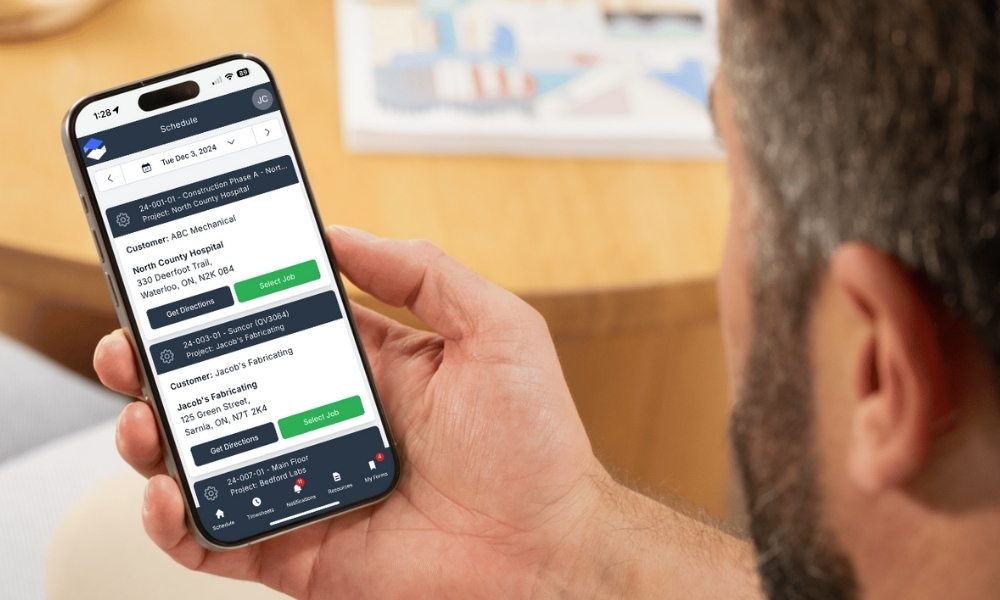 1:28
89
Schedule
JC
Tue Dec 3, 2024
24-001-01 - Construction Phase A - Nort...
Project: North County Hospital
Customer: ABC Mechanical
North County Hospital
330 Deerfoot Trail,
Waterloo, ON, N2K 0B4
Get Directions
Select Job
24-003-01 - Suncor (QV3064)
Project: Jacob's Fabricating
Customer: Jacob's Fabricating
Jacob's Fabricating
125 Green Street,
Sarnia, ON, N7T 2K4
Get Directions
Select Job
24-007-01 - Main Floor
Project: Bedford Labs
Schedule
Timesheets
11
Notifications
Resources
4
My Forms